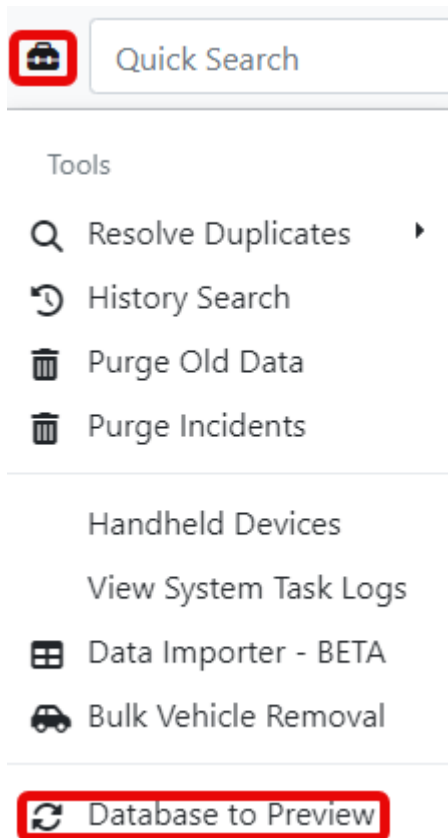 Quick Search
Tools
Resolve Duplicates
History Search
Purge Old Data
Purge Incidents
Handheld Devices
View System Task Logs
Data Importer - BETA
Bulk Vehicle Removal
Database to Preview